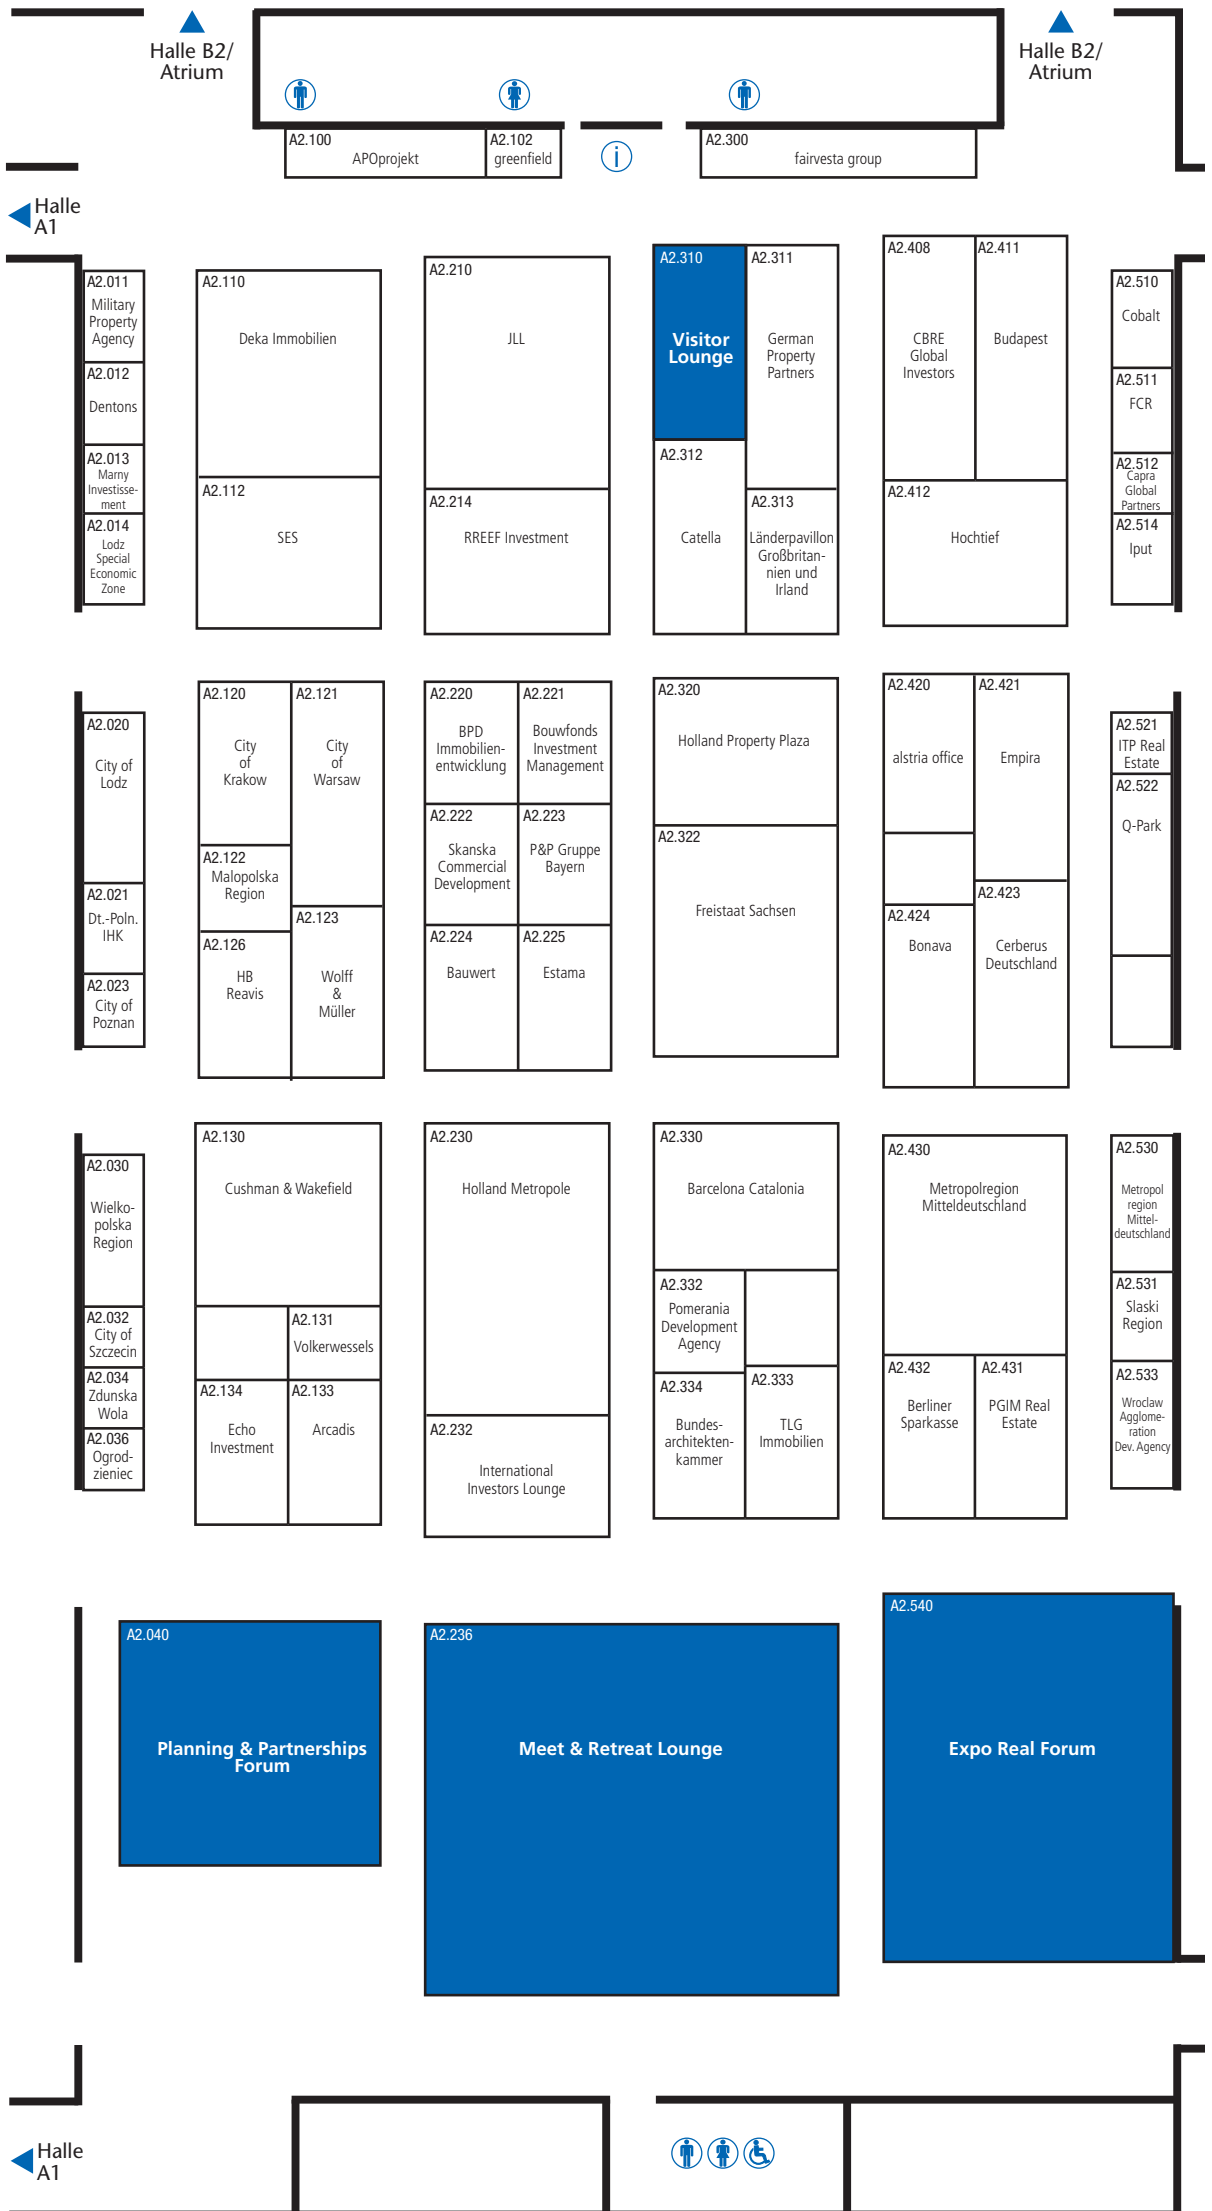 Halle B2/
Atrium
Halle B2/
Atrium
A2.100
APOprojekt
A2.102
greenfield
i
A2.300
fairvesta group
Halle
A1
A2.011
Military
Property
Agency
A2.012
Dentons
A2.013
Marny
Investisse-
ment
A2.014
Lodz
Special
Economic
Zone
A2.110
Deka Immobilien
A2.112
SES
A2.210
JLL
A2.214
RREEF Investment
A2.310
Visitor
Lounge
A2.311
German
Property
Partners
A2.312
Catella
A2.313
Länderpavillon
Großbritan-
nien und
Irland
A2.408
CBRE
Global
Investors
A2.411
Budapest
A2.412
Hochtief
A2.510
Cobalt
A2.511
FCR
A2.512
Capra
Global
Partners
A2.514
Iput
A2.020
City of
Lodz
A2.021
Dt.-Poln.
IHK
A2.023
City of
Poznan
A2.120
City
of
Krakow
A2.121
City
of
Warsaw
A2.122
Malopolska
Region
A2.123
Wolff
&
Müller
A2.126
HB
Reavis
A2.220
BPD
Immobilien-
entwicklung
A2.221
Bouwfonds
Investment
Management
A2.222
Skanska
Commercial
Development
A2.223
P&P Gruppe
Bayern
A2.224
Bauwert
A2.225
Estama
A2.320
Holland Property Plaza
A2.322
Freistaat Sachsen
A2.420
alstria office
A2.421
Empira
A2.423
Cerberus
Deutschland
A2.424
Bonava
A2.521
ITP Real
Estate
A2.522
Q-Park
A2.030
Wielko-
polska
Region
A2.032
City of
Szczecin
A2.034
Zdunska
Wola
A2.036
Ogrod-
zieniec
A2.130
Cushman & Wakefield
A2.131
Volkerwessels
A2.134
Echo
Investment
A2.133
Arcadis
A2.230
Holland Metropole
A2.232
International
Investors Lounge
A2.330
Barcelona Catalonia
A2.332
Pomerania
Development
Agency
A2.334
Bundes-
architekten-
kammer
A2.333
TLG
Immobilien
A2.430
Metropolregion
Mitteldeutschland
A2.432
Berliner
Sparkasse
A2.431
PGIM Real
Estate
A2.530
Metropol
region
Mittel-
deutschland
A2.531
Slaski
Region
A2.533
Wroclaw
Agglome-
ration
Dev. Agency
A2.040
Planning & Partnerships
Forum
A2.236
Meet & Retreat Lounge
A2.540
Expo Real Forum
Halle
A1